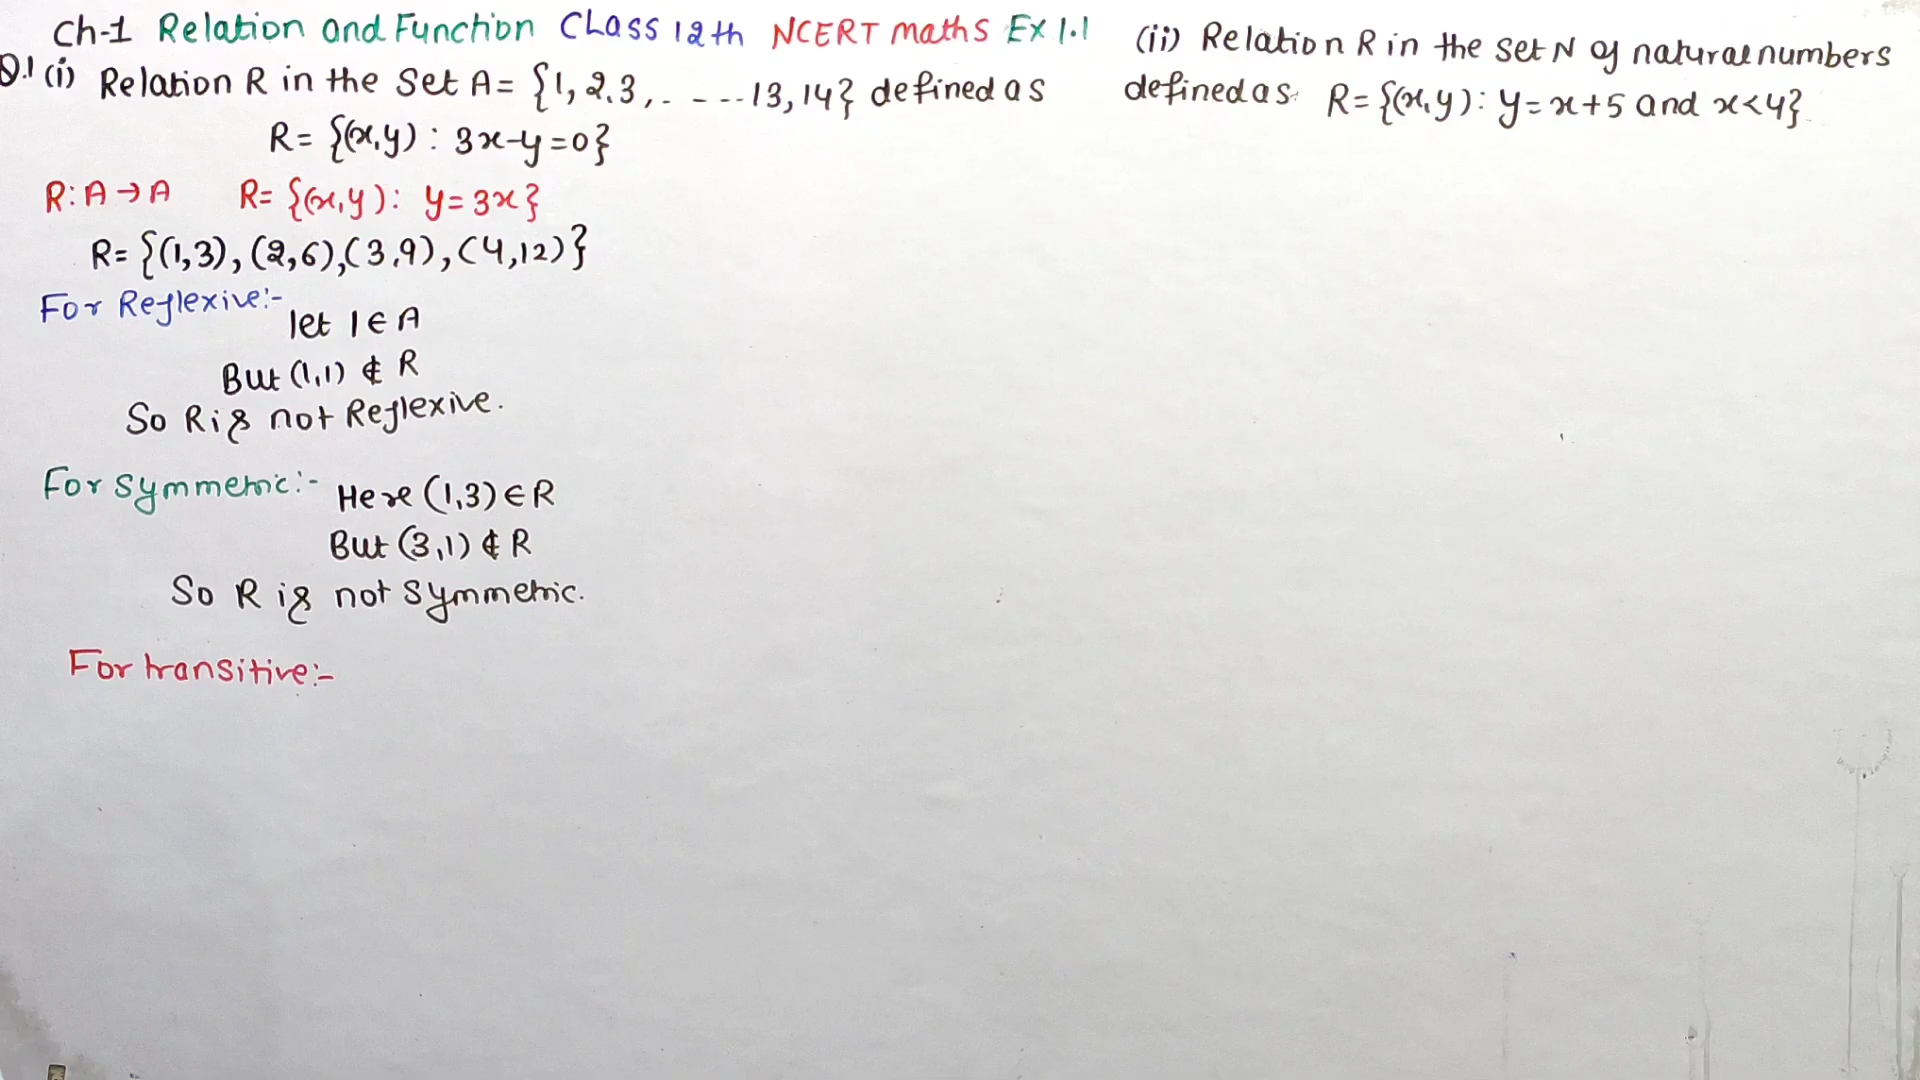 Ch-1 Relation and Function Class 12th NCERT maths Ex 1.1
Q.1 (i) Relation R in the Set A = {1, 2, 3, . - - - - 13, 14} defined as
R = {(x,y) : 3x-y=0}
R: A → A R= {(x,y): y = 3x}
R= {(1,3), (2,6), (3,9), (4,12)}
For Reflexive:-
let 1 ∈ A
But (1,1) ∉ R
So R is not Reflexive.
For symmetric:- Here (1,3) ∈ R
But (3,1) ∉ R
So R is not Symmetric.
For transitive:-
(ii) Relation R in the set N of natural numbers
defined as R= {(x,y): y=x+5 and x<4}